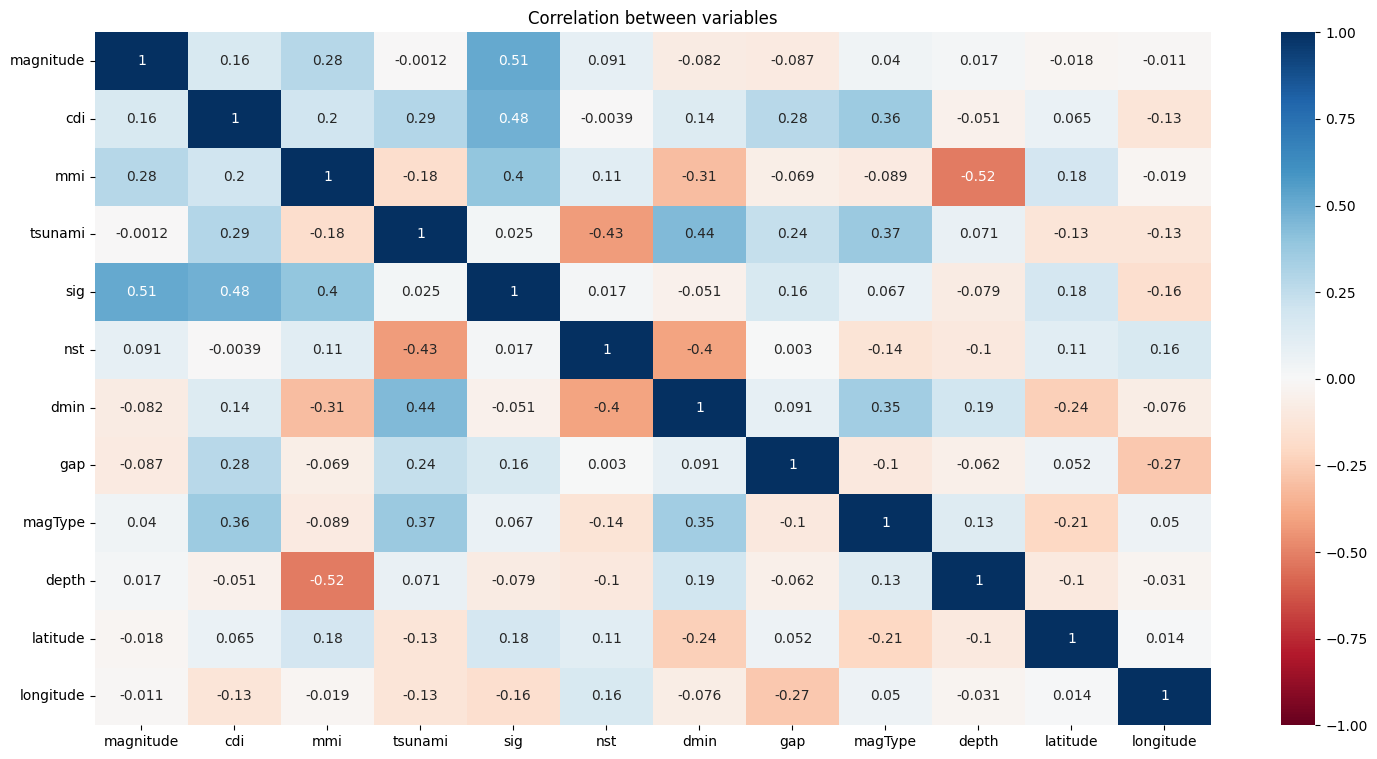 Correlation between variables
magnitude 1 0.16 0.28 -0.0012 0.51 0.091 -0.082 -0.087 0.04 0.017 -0.018 -0.011
cdi 0.16 1 0.2 0.29 0.48 -0.0039 0.14 0.28 0.36 -0.051 0.065 -0.13
mmi 0.28 0.2 1 -0.18 0.4 0.11 -0.31 -0.069 -0.089 -0.52 0.18 -0.019
tsunami -0.0012 0.29 -0.18 1 0.025 -0.43 0.44 0.24 0.37 0.071 -0.13 -0.13
sig 0.51 0.48 0.4 0.025 1 0.017 -0.051 0.16 0.067 -0.079 0.18 -0.16
nst 0.091 -0.0039 0.11 -0.43 0.017 1 -0.4 0.003 -0.14 -0.1 0.11 0.16
dmin -0.082 0.14 -0.31 0.44 -0.051 -0.4 1 0.091 0.35 0.19 -0.24 -0.076
gap -0.087 0.28 -0.069 0.24 0.16 0.003 0.091 1 -0.1 -0.062 0.052 -0.27
magType 0.04 0.36 -0.089 0.37 0.067 -0.14 0.35 -0.1 1 0.13 -0.21 0.05
depth 0.017 -0.051 -0.52 0.071 -0.079 -0.1 0.19 -0.062 0.13 1 -0.1 -0.031
latitude -0.018 0.065 0.18 -0.13 0.18 0.11 -0.24 0.052 -0.21 -0.1 1 0.014
longitude -0.011 -0.13 -0.019 -0.13 -0.16 0.16 -0.076 -0.27 0.05 -0.031 0.014 1
magnitude cdi mmi tsunami sig nst dmin gap magType depth latitude longitude
1.00
0.75
0.50
0.25
0.00
−0.25
−0.50
−0.75
−1.00